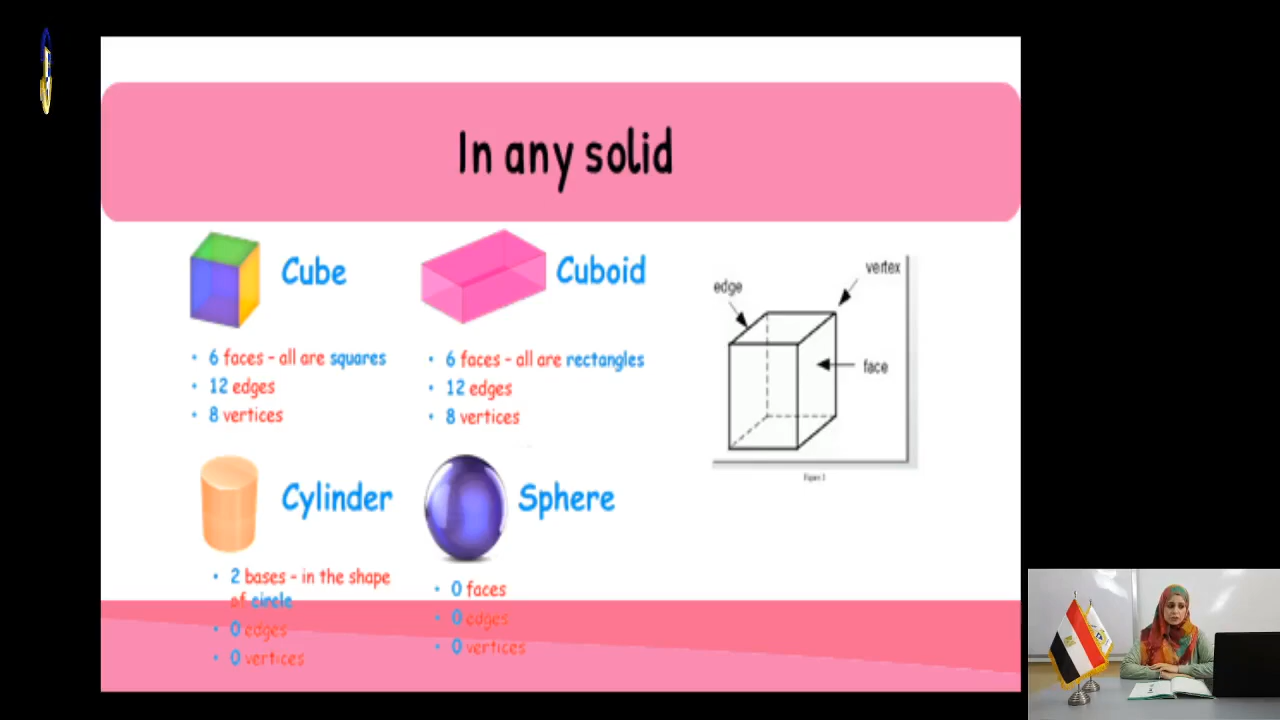 In any solid
Cube
• 6 faces - all are squares
• 12 edges
• 8 vertices
Cuboid
• 6 faces - all are rectangles
• 12 edges
• 8 vertices
vertex
edge
face
Figure 1
Cylinder
• 2 bases - in the shape
of circle
• 0 edges
• 0 vertices
Sphere
• 0 faces
• 0 edges
• 0 vertices